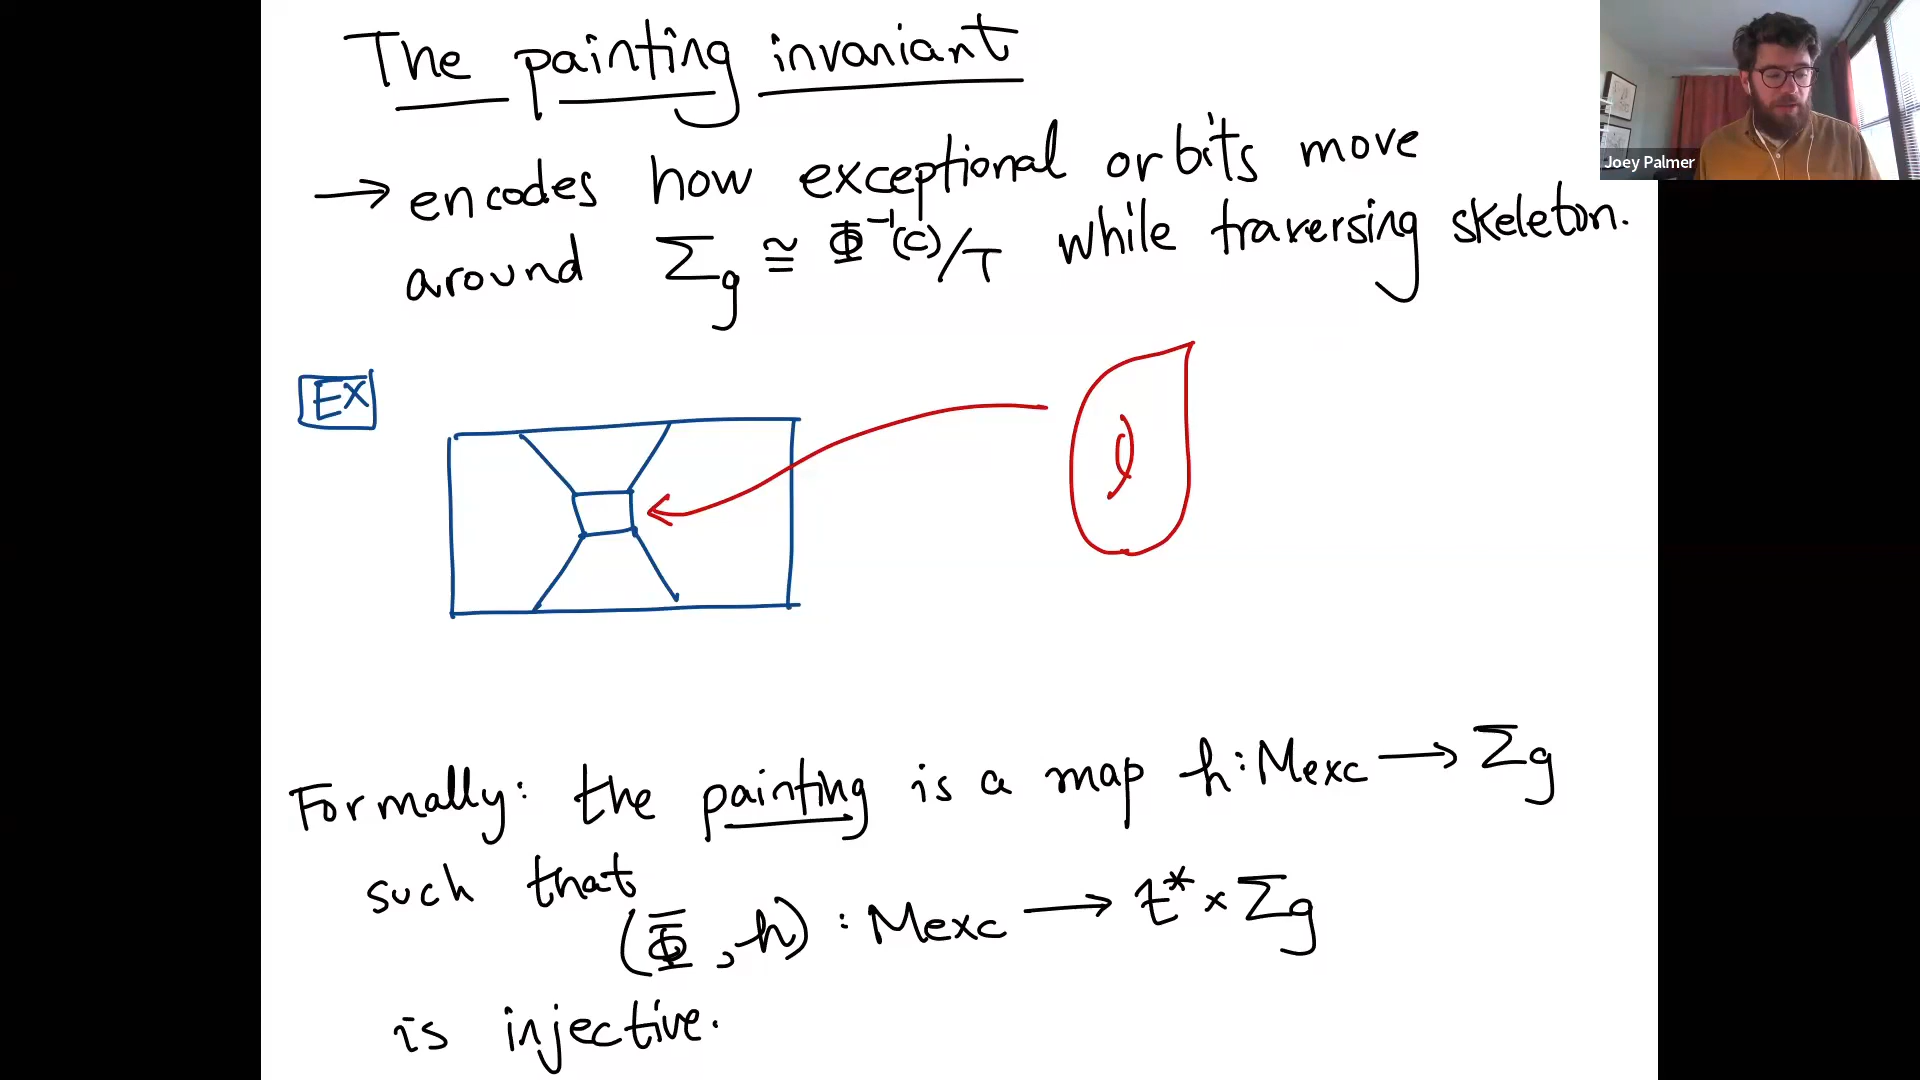 The painting invariant
Joey Palmer
→ encodes how exceptional orbits move
around Σg ≅ Φ⁻¹(c)/T while traversing skeleton.
EX
Formally: the painting is a map h: Mexc → Σg
such that
(Φ̅, h) : Mexc → t* × Σg
is injective.